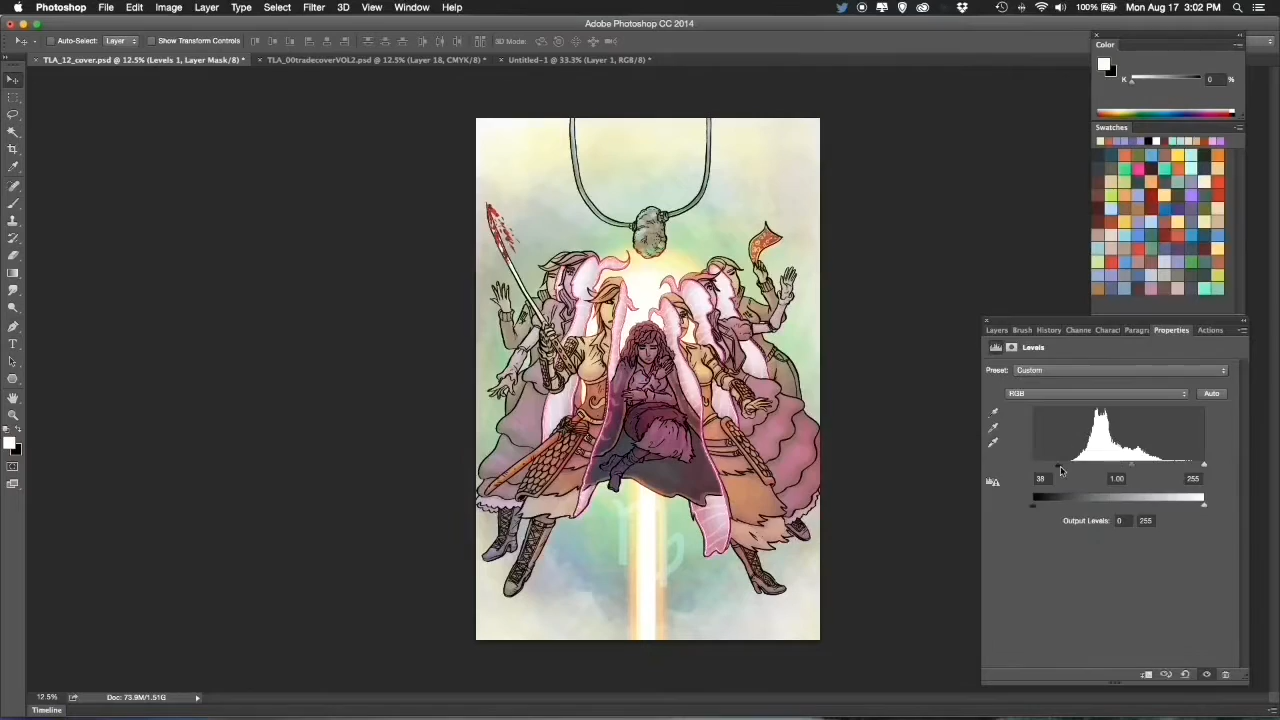 Photoshop File Edit Image Layer Type Select Filter 3D View Window Help 100% Mon Aug 17 3:02 PM
Adobe Photoshop CC 2014
Auto-Select: Layer Show Transform Controls 3D Mode:
Color
TLA_12_cover.psd @ 12.5% (Levels 1, Layer Mask/8) * TLA_00tradecoverVOL2.psd @ 12.5% (Layer 18, CMYK/8) * Untitled-1 @ 33.3% (Layer 1, RGB/8) *
K 0 %
Swatches
Layers Brush History Channe Charact Paragra Properties Actions
Levels
Preset: Custom
RGB Auto
38 1.00 255
Output Levels: 0 255
12.5% Doc: 73.9M/1.51G
Timeline